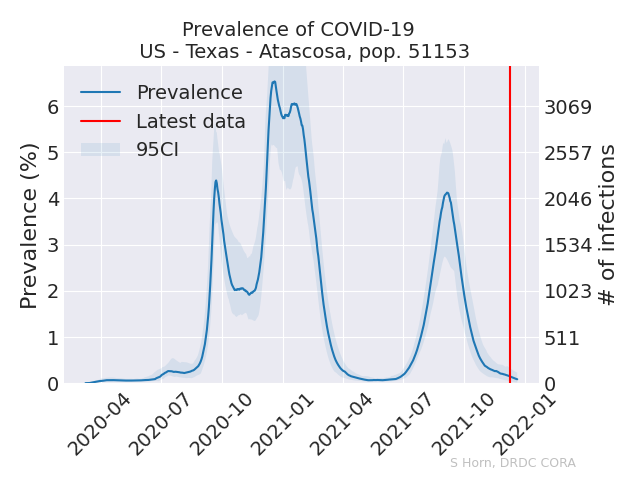 Prevalence of COVID-19
US - Texas - Atascosa, pop. 51153
Prevalence
Latest data
95CI
Prevalence (%)
6
5
4
3
2
1
0
3069
2557
2046
1534
1023
511
0
# of infections
2020-04
2020-07
2020-10
2021-01
2021-04
2021-07
2021-10
2022-01
S Horn, DRDC CORA